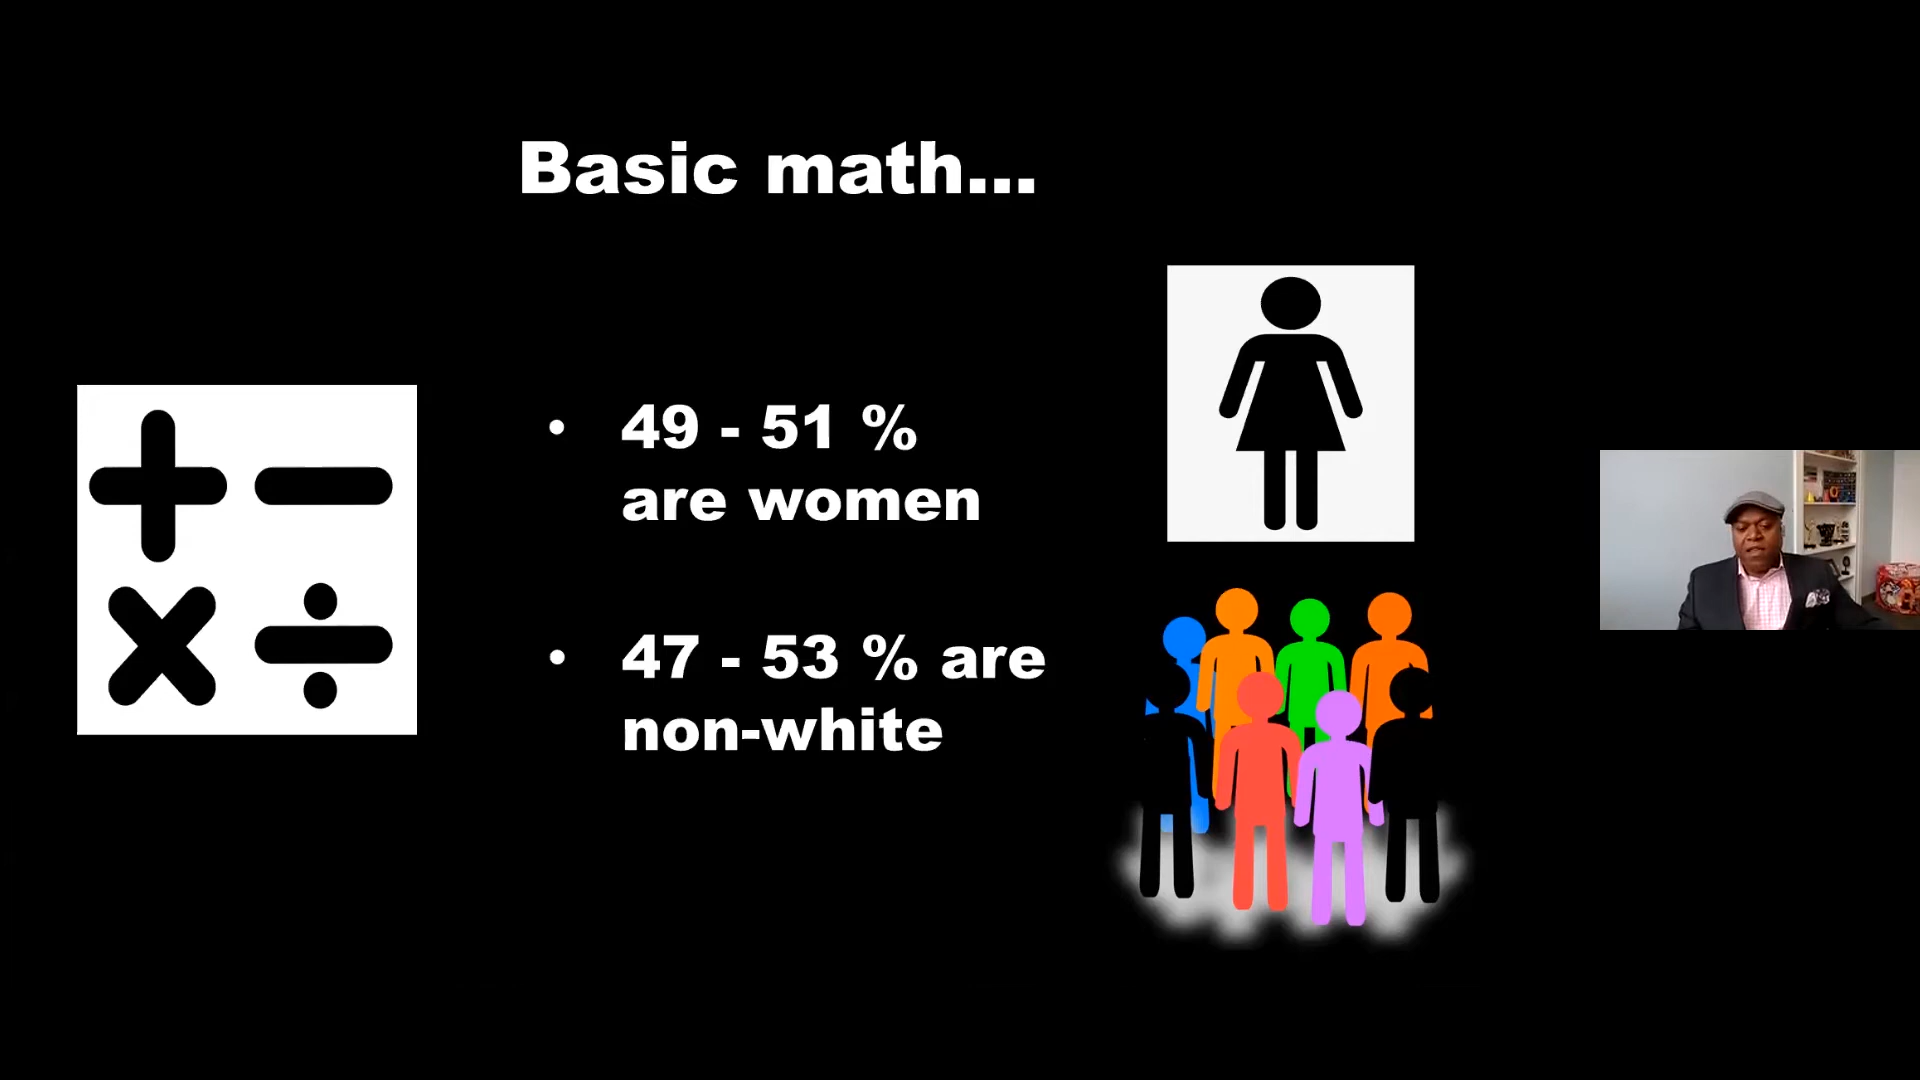 Basic math...
• 49 - 51 %
are women
• 47 - 53 % are
non-white